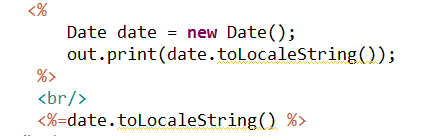 <%
Date date = new Date();
out.print(date.toLocaleString());
%>
<br/>
<%=date.toLocaleString() %>